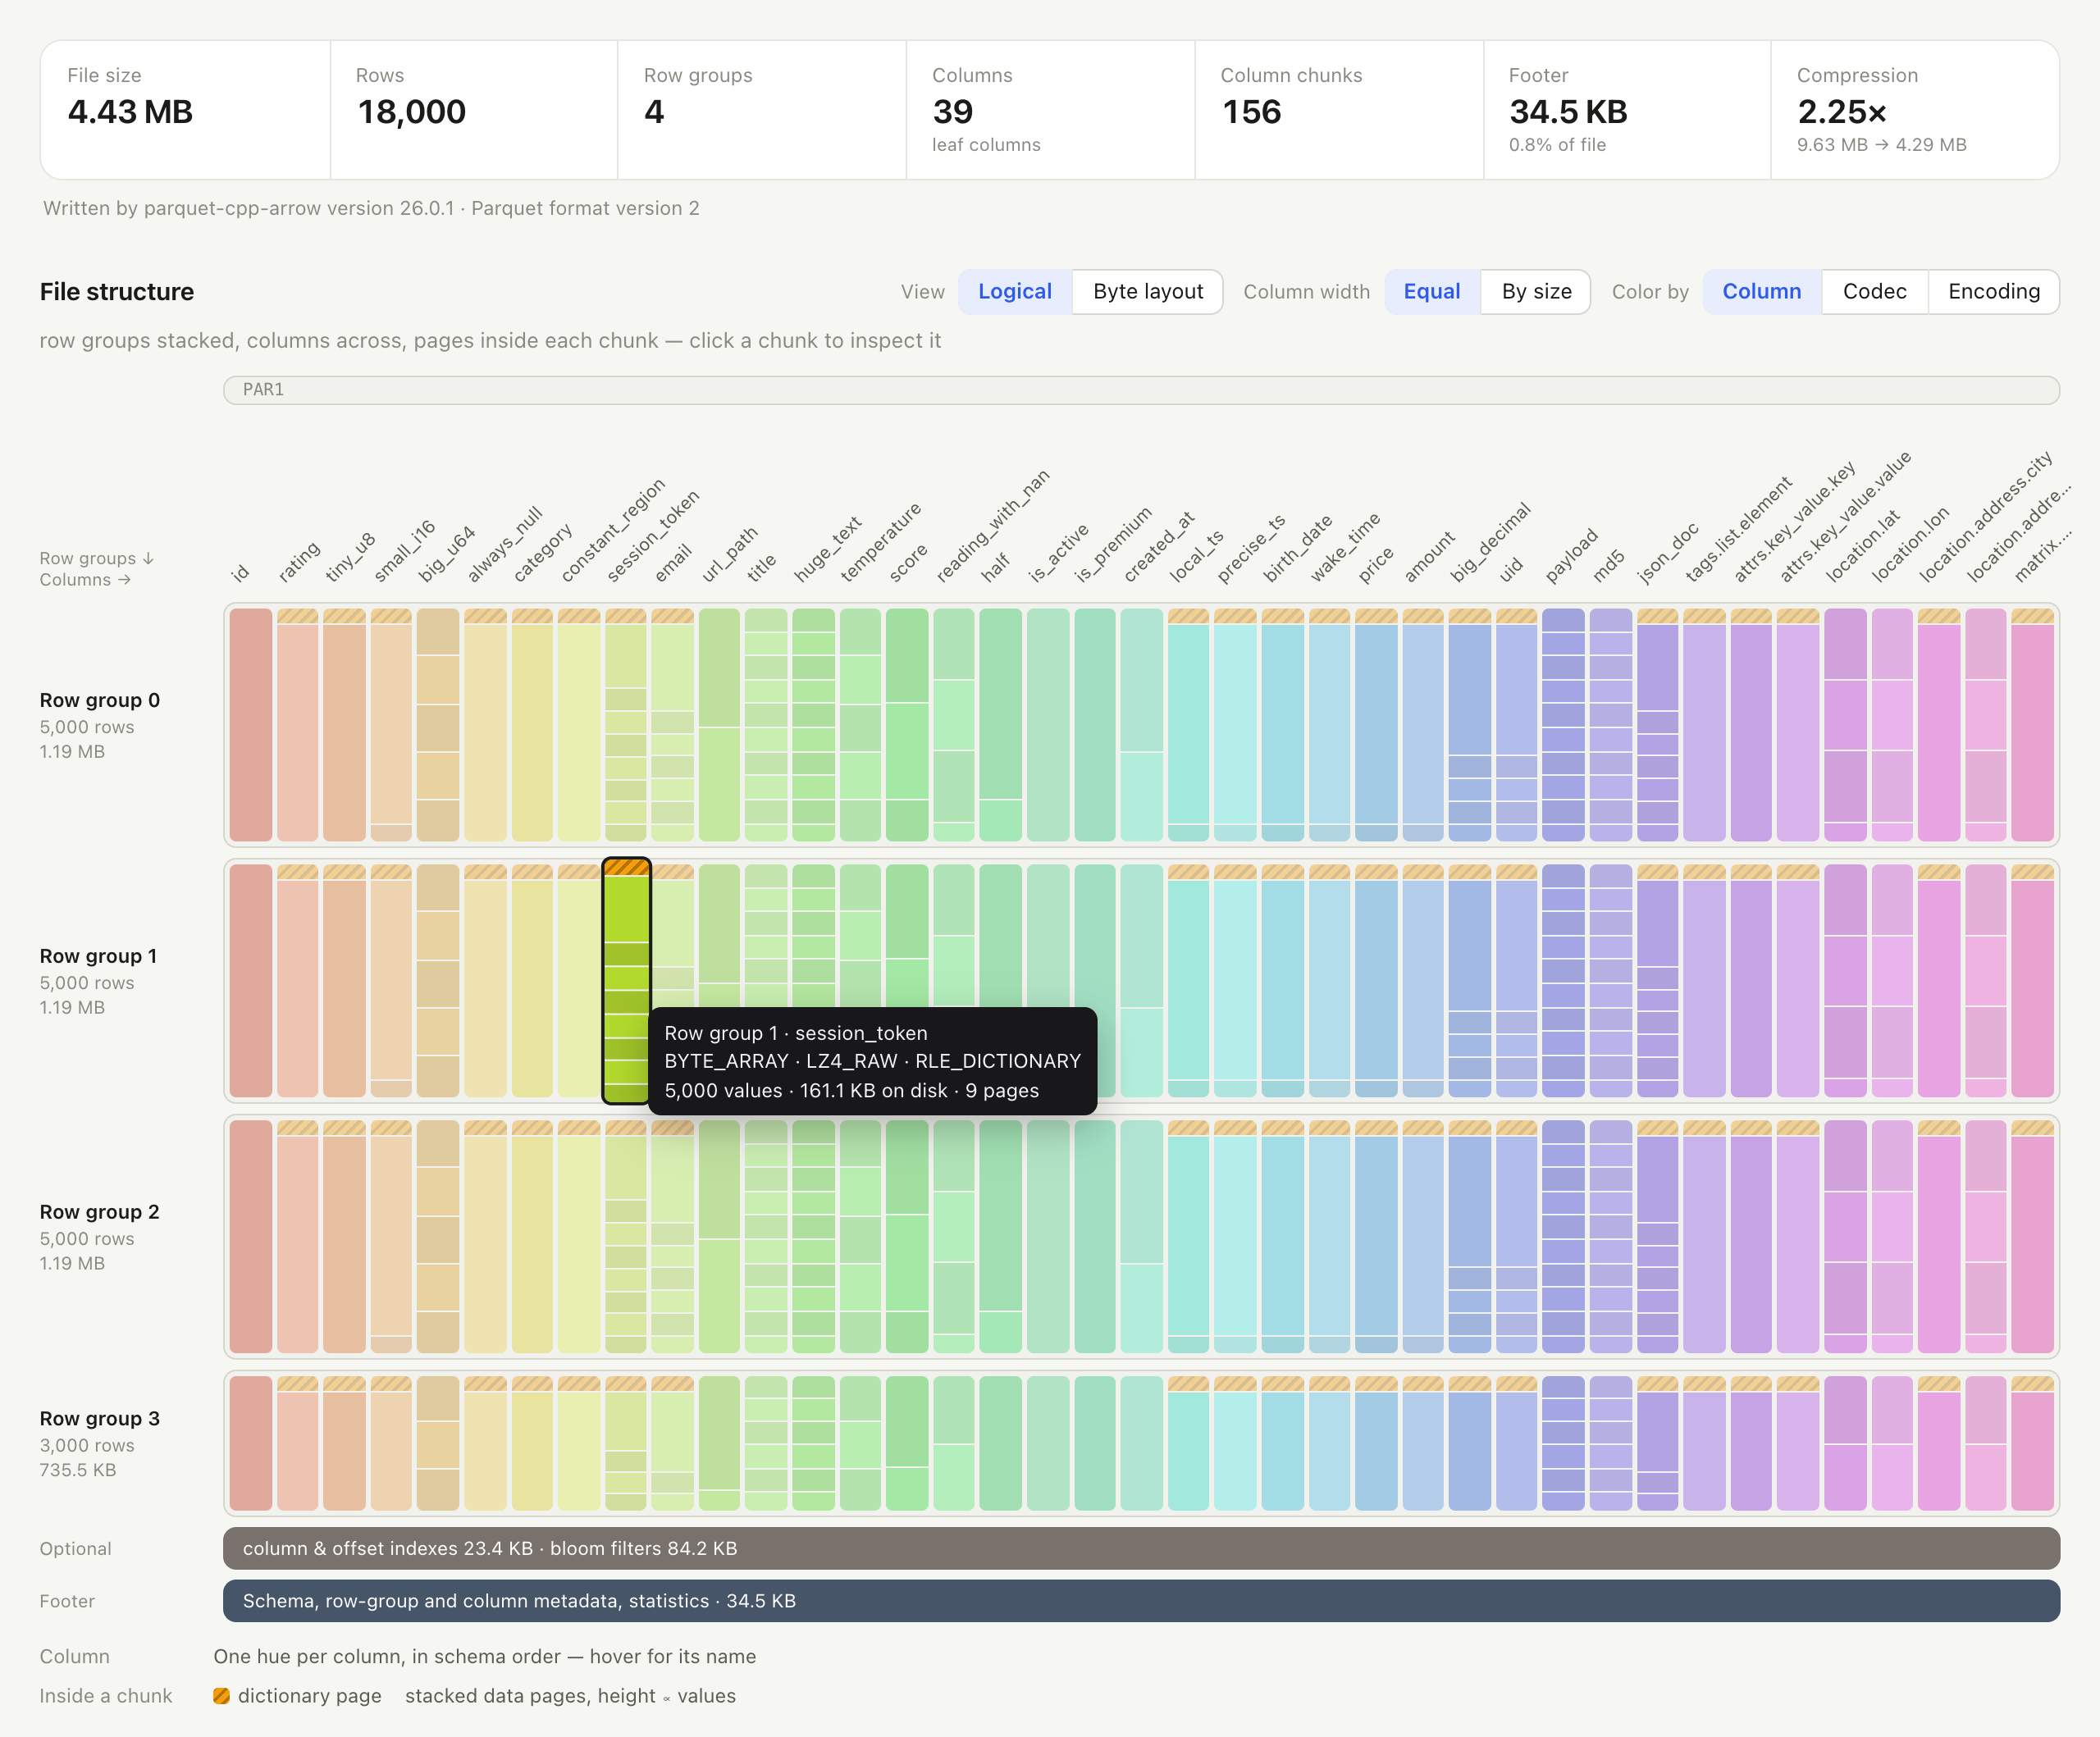 File size
4.43 MB
Rows
18,000
Row groups
4
Columns
39
leaf columns
Column chunks
156
Footer
34.5 KB
0.8% of file
Compression
2.25×
9.63 MB → 4.29 MB
Written by parquet-cpp-arrow version 26.0.1 · Parquet format version 2
File structure
View
Logical
Byte layout
Column width
Equal
By size
Color by
Column
Codec
Encoding
row groups stacked, columns across, pages inside each chunk — click a chunk to inspect it
PAR1
Row groups ↓
Columns →
id
rating
tiny_u8
small_i16
big_u64
always_null
category
constant_region
session_token
email
url_path
title
huge_text
temperature
score
reading_with_nan
half
is_active
is_premium
created_at
local_ts
precise_ts
birth_date
wake_time
price
amount
big_decimal
uid
payload
md5
json_doc
tags.list.element
attrs.key_value.key
attrs.key_value.value
location.lat
location.lon
location.address.city
location.addre…
matrix.…
Row group 0
5,000 rows
1.19 MB
Row group 1
5,000 rows
1.19 MB
Row group 1 · session_token
BYTE_ARRAY · LZ4_RAW · RLE_DICTIONARY
5,000 values · 161.1 KB on disk · 9 pages
Row group 2
5,000 rows
1.19 MB
Row group 3
3,000 rows
735.5 KB
Optional
column & offset indexes 23.4 KB · bloom filters 84.2 KB
Footer
Schema, row-group and column metadata, statistics · 34.5 KB
Column
One hue per column, in schema order — hover for its name
Inside a chunk
dictionary page
stacked data pages, height ∝ values